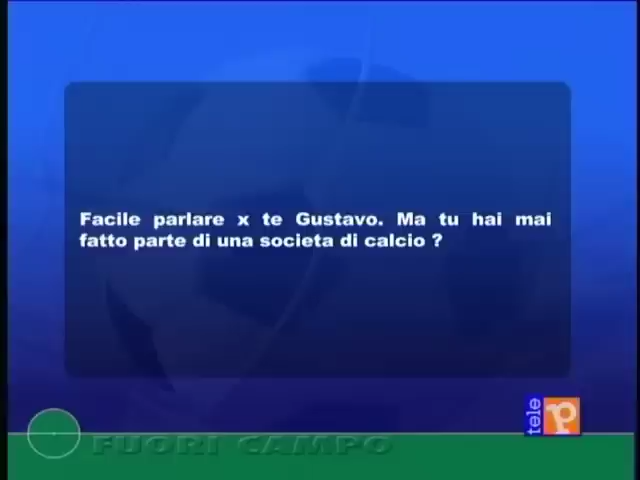 Facile parlare x te Gustavo. Ma tu hai mai
fatto parte di una societa di calcio ?
tele P
FUORI CAMPO